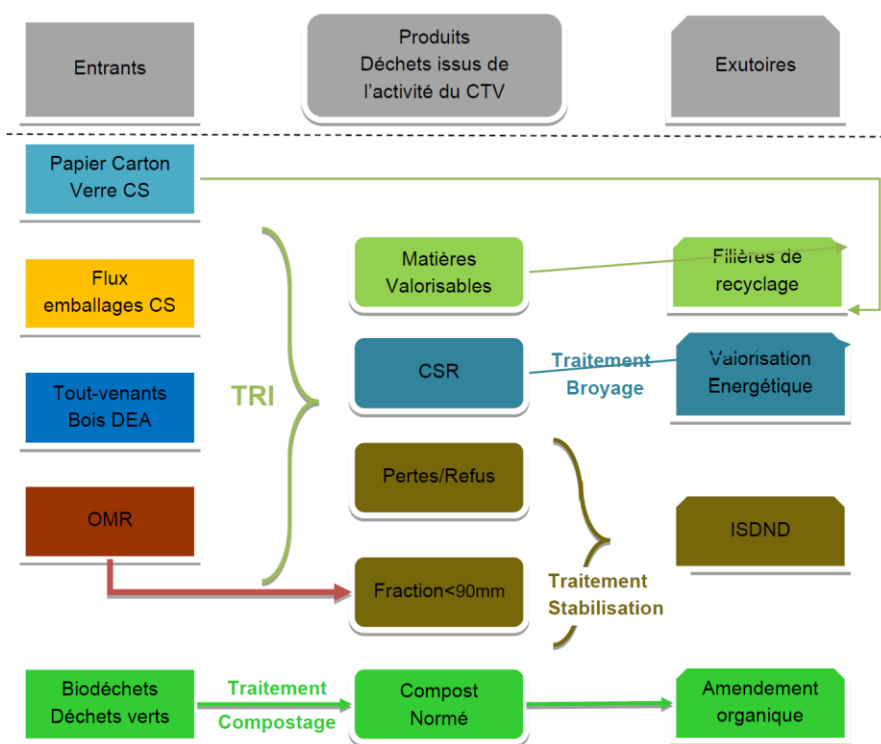 Entrants
Produits
Déchets issus de
l'activité du CTV
Exutoires
Papier Carton
Verre CS
Flux
emballages CS
Tout-venants
Bois DEA
OMR
TRI
Matières
Valorisables
Filières de
recyclage
CSR
Traitement
Broyage
Valorisation
Energétique
Pertes/Refus
Fraction<90mm
Traitement
Stabilisation
ISDND
Biodéchets
Déchets verts
Traitement
Compostage
Compost
Normé
Amendement
organique